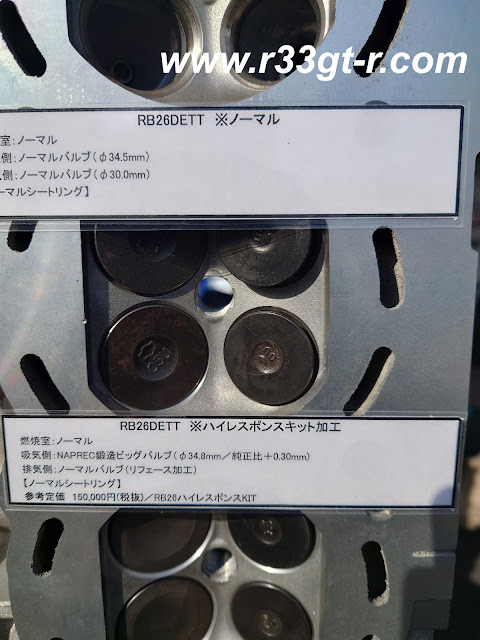 www.r33gt-r.com
RB26DETT ※ノーマル
室:ノーマル
側:ノーマルバルブ(φ34.5mm)
側:ノーマルバルブ(φ30.0mm)
ーマルシートリング】
RB26DETT ※ハイレスポンスキット加工
燃焼室:ノーマル
吸気側:NAPREC鍛造ビッグバルブ(φ34.8mm/純正比+0.30mm)
排気側:ノーマルバルブ(リフェース加工)
【ノーマルシートリング】
参考定価 150,000円(税抜)/RB26ハイレスポンスKIT